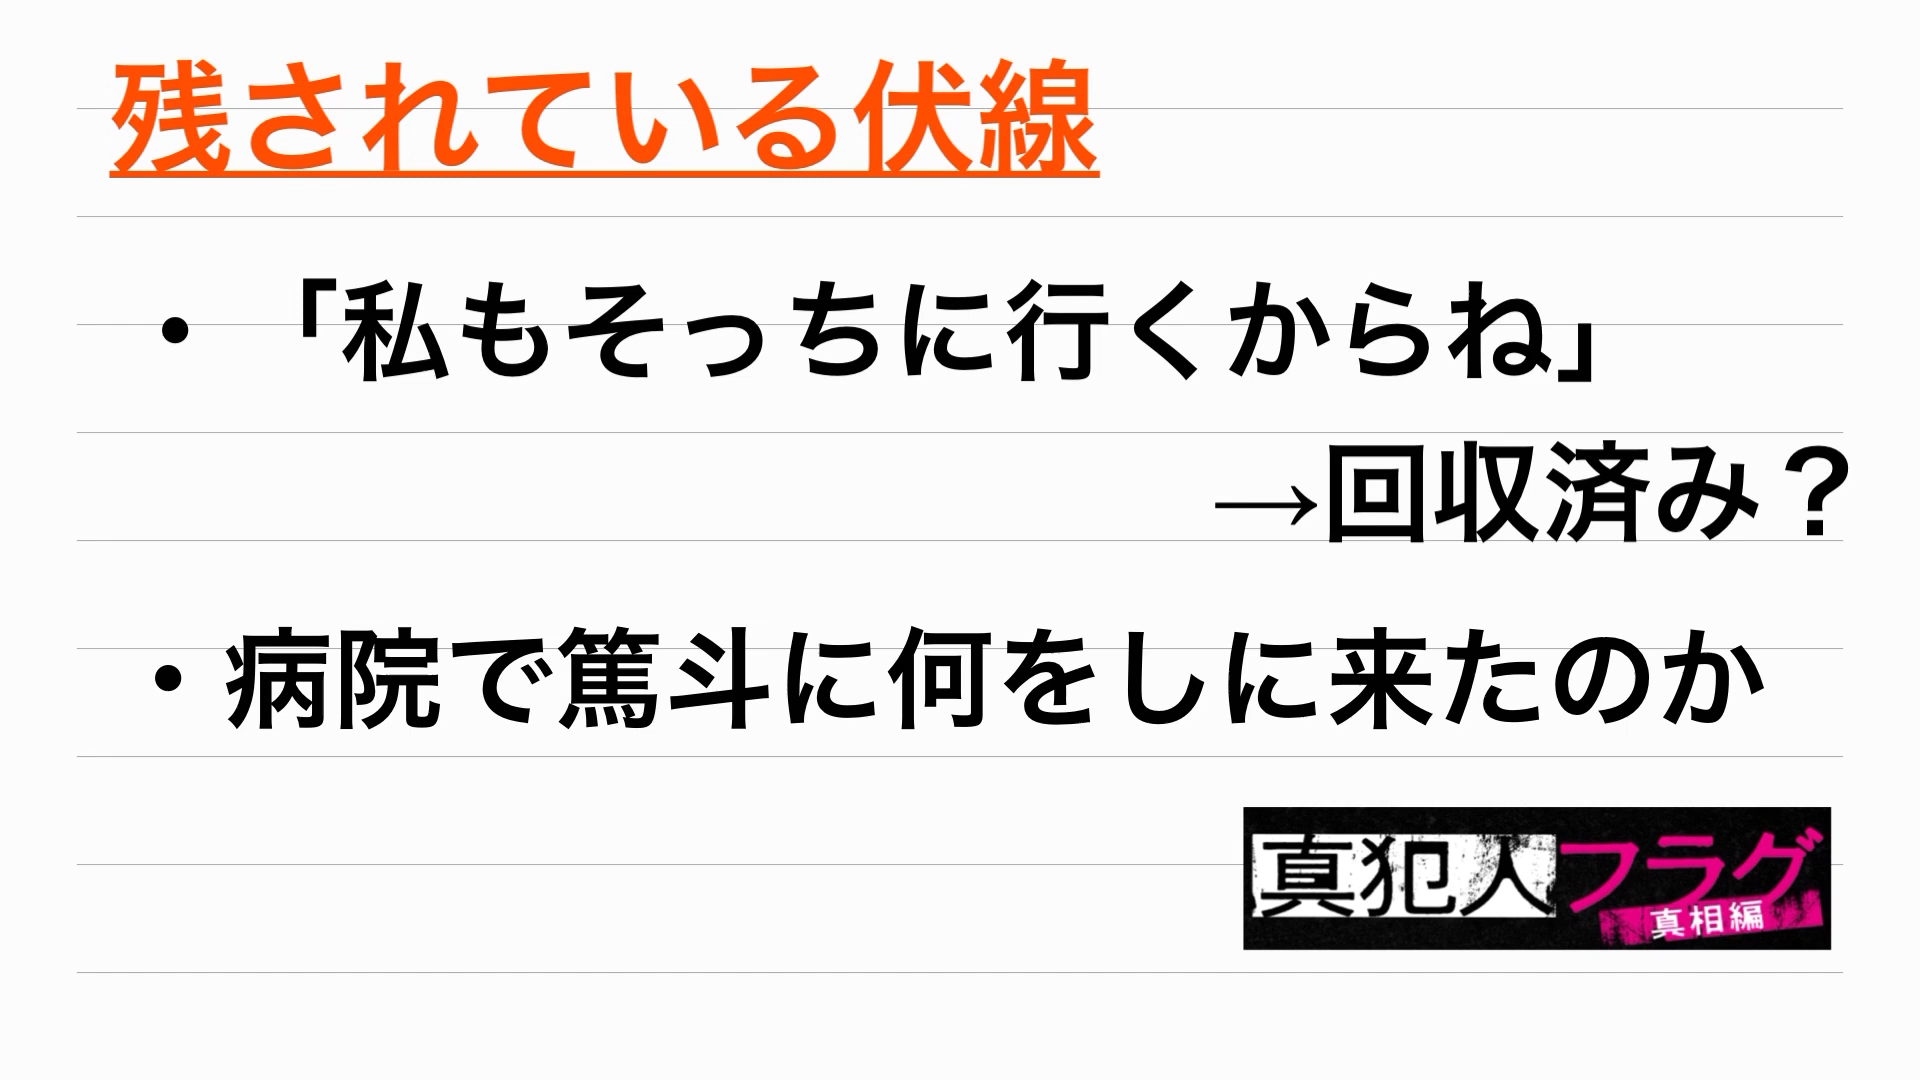 残されている伏線
・「私もそっちに行くからね」
→回収済み？
・病院で篤斗に何をしに来たのか
真犯人フラグ
真相編